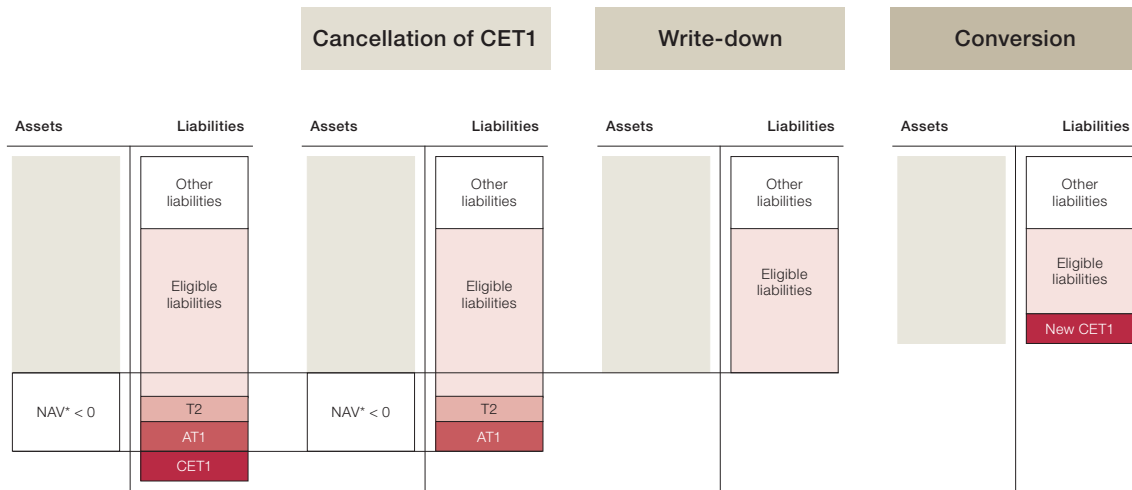 Cancellation of CET1
Write-down
Conversion
Assets
Liabilities
Assets
Liabilities
Assets
Liabilities
Assets
Liabilities
Other
liabilities
Eligible
liabilities
NAV* < 0
T2
AT1
CET1
Other
liabilities
Eligible
liabilities
NAV* < 0
T2
AT1
Other
liabilities
Eligible
liabilities
Other
liabilities
Eligible
liabilities
New CET1